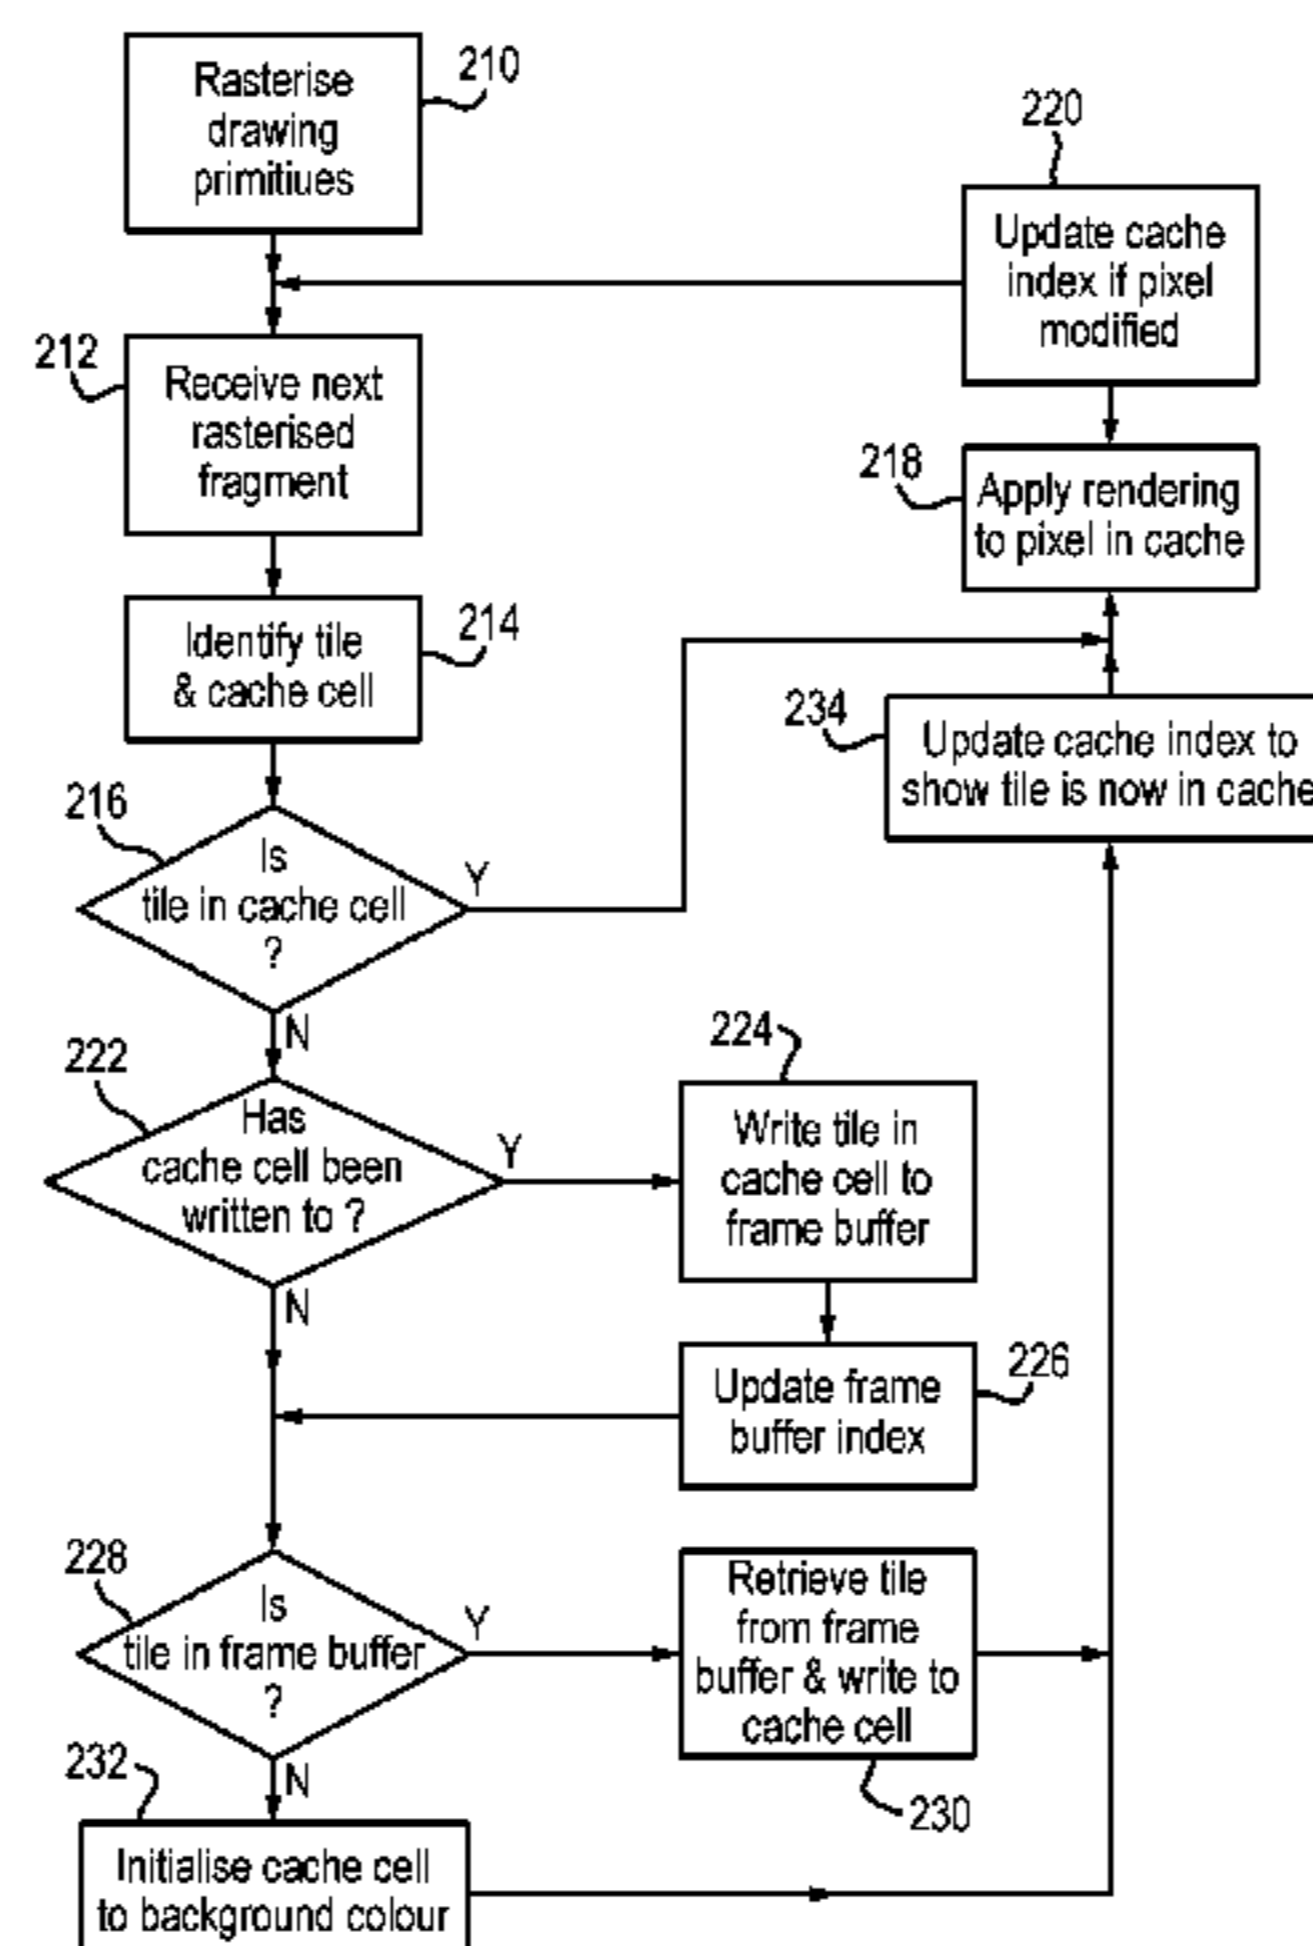 Rasterise
drawing
primitiues
210
220
Update cache
index if pixel
modified
212
Receive next
rasterised
fragment
218
Apply rendering
to pixel in cache
Identify tile
& cache cell
214
234
Update cache index to
show tile is now in cache
216
Is
tile in cache cell
?
Y
N
222
Has
cache cell been
written to ?
Y
N
224
Write tile in
cache cell to
frame buffer
Update frame
buffer index
226
228
Is
tile in frame buffer
?
Y
N
Retrieve tile
from frame
buffer & write to
cache cell
230
232
Initialise cache cell
to background colour